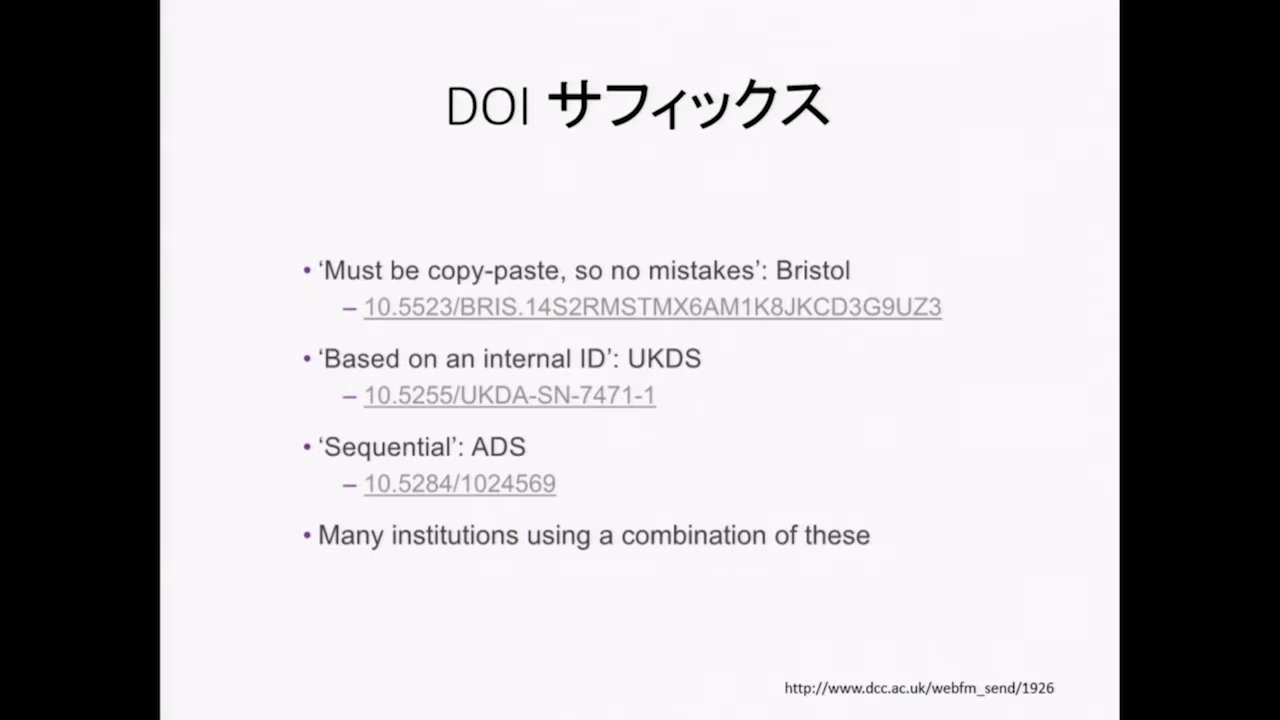 DOI サフィックス
• ‘Must be copy-paste, so no mistakes’: Bristol
– 10.5523/BRIS.14S2RMSTMX6AM1K8JKCD3G9UZ3
• ‘Based on an internal ID’: UKDS
– 10.5255/UKDA-SN-7471-1
• ‘Sequential’: ADS
– 10.5284/1024569
• Many institutions using a combination of these
http://www.dcc.ac.uk/webfm_send/1926